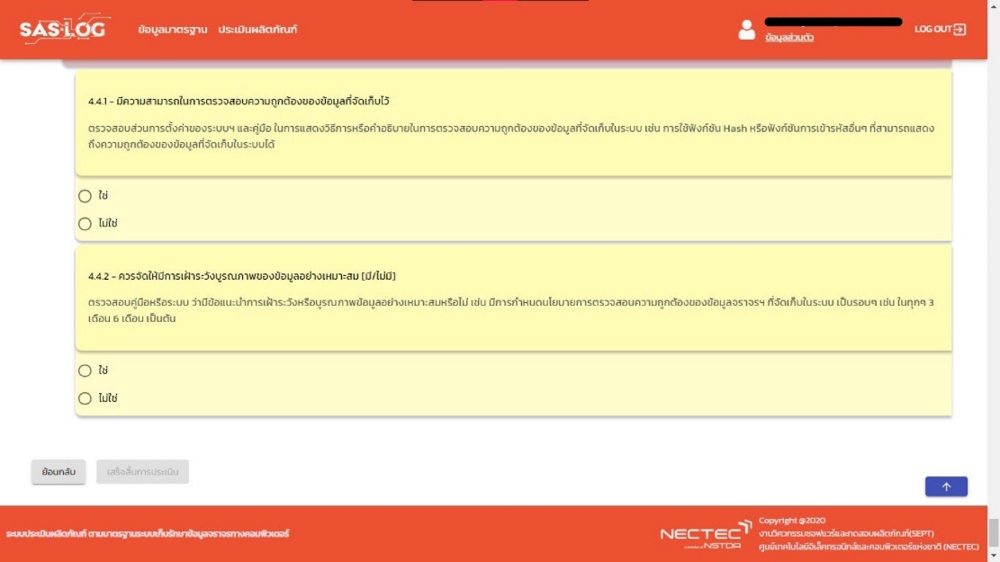 SAS-LOG
ข้อมูลมาตรฐาน ประเมินผลิตภัณฑ์
ข้อมูลส่วนตัว
LOG OUT
4.4.1 - มีความสามารถในการตรวจสอบความถูกต้องของข้อมูลที่จัดเก็บไว้
ตรวจสอบส่วนการตั้งค่าของระบบฯ และคู่มือ ในการแสดงวิธีการหรือคำอธิบายในการตรวจสอบความถูกต้องของข้อมูลที่จัดเก็บในระบบ เช่น การใช้ฟังก์ชัน Hash หรือฟังก์ชันการเข้ารหัสอื่นๆ ที่สามารถแสดง
ถึงความถูกต้องของข้อมูลที่จัดเก็บในระบบได้
ใช่
ไม่ใช่
4.4.2 - ควรจัดให้มีการเฝ้าระวังบูรณภาพของข้อมูลอย่างเหมาะสม [มี/ไม่มี]
ตรวจสอบคู่มือหรือระบบ ว่ามีข้อแนะนำการเฝ้าระวังหรือบูรณภาพข้อมูลอย่างเหมาะสมหรือไม่ เช่น มีการกำหนดนโยบายการตรวจสอบความถูกต้องของข้อมูลจราจรฯ ที่จัดเก็บในระบบ เป็นรอบๆ เช่น ในทุกๆ 3
เดือน 6 เดือน เป็นต้น
ใช่
ไม่ใช่
ย้อนกลับ
เสร็จสิ้นการประเมิน
ระบบประเมินผลิตภัณฑ์ ตามมาตรฐานระบบเก็บรักษาข้อมูลจราจรทางคอมพิวเตอร์
NECTEC
NSTDA
Copyright @2020
งานวิศวกรรมซอฟแวร์และทดสอบผลิตภัณฑ์(SEPT)
ศูนย์เทคโนโลยีอิเล็คทรอนิกส์และคอมพิวเตอร์แห่งชาติ (NECTEC)